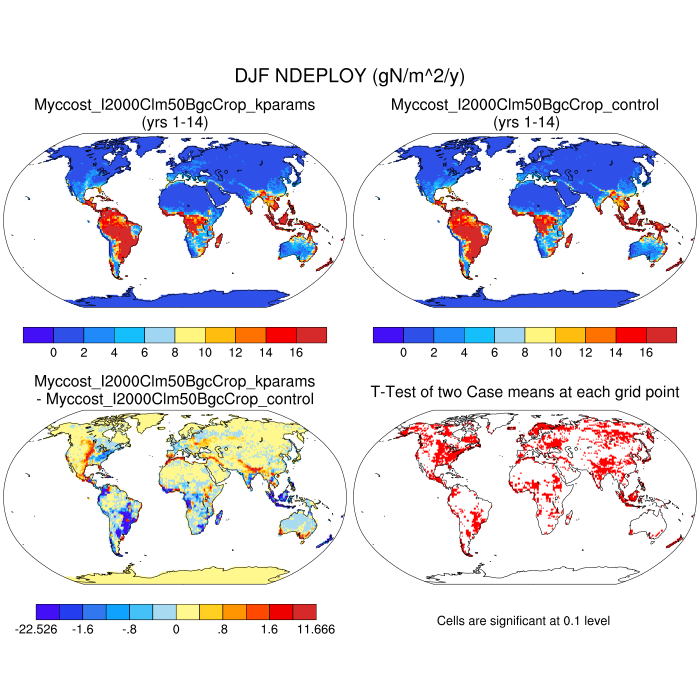 DJF NDEPLOY (gN/m^2/y)
Myccost_I2000Clm50BgcCrop_kparams
(yrs 1-14)
Myccost_I2000Clm50BgcCrop_control
(yrs 1-14)
0 2 4 6 8 10 12 14 16
0 2 4 6 8 10 12 14 16
Myccost_I2000Clm50BgcCrop_kparams
- Myccost_I2000Clm50BgcCrop_control
T-Test of two Case means at each grid point
-22.526 -1.6 -.8 0 .8 1.6 11.666
Cells are significant at 0.1 level